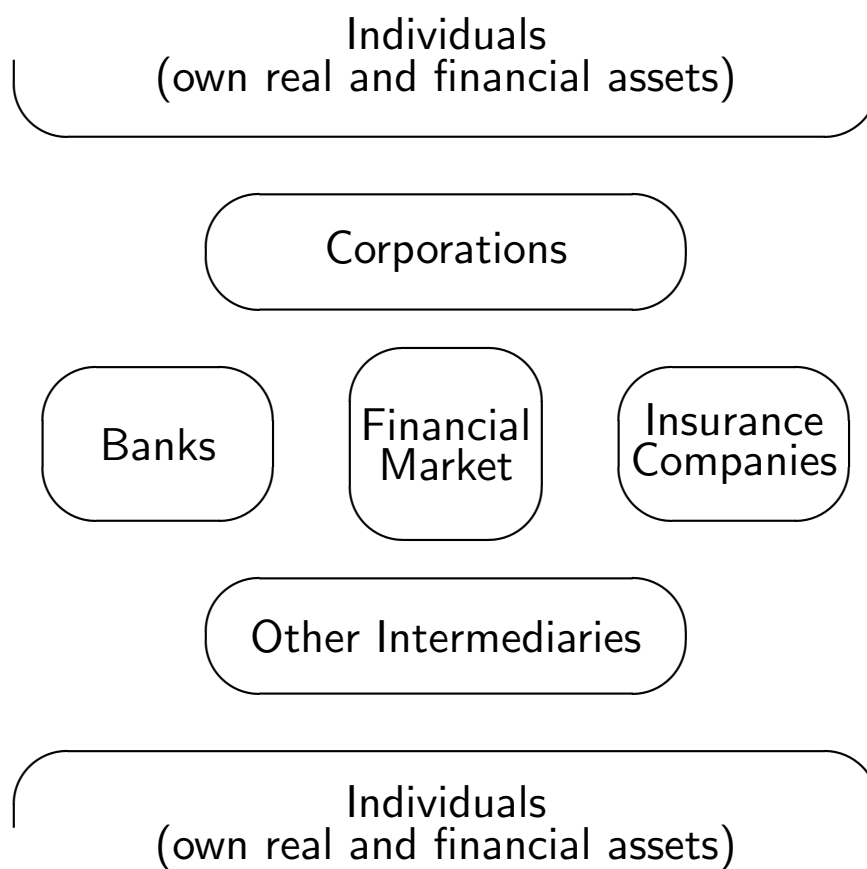 Individuals
(own real and financial assets)
Corporations
Banks
Financial
Market
Insurance
Companies
Other Intermediaries
Individuals
(own real and financial assets)